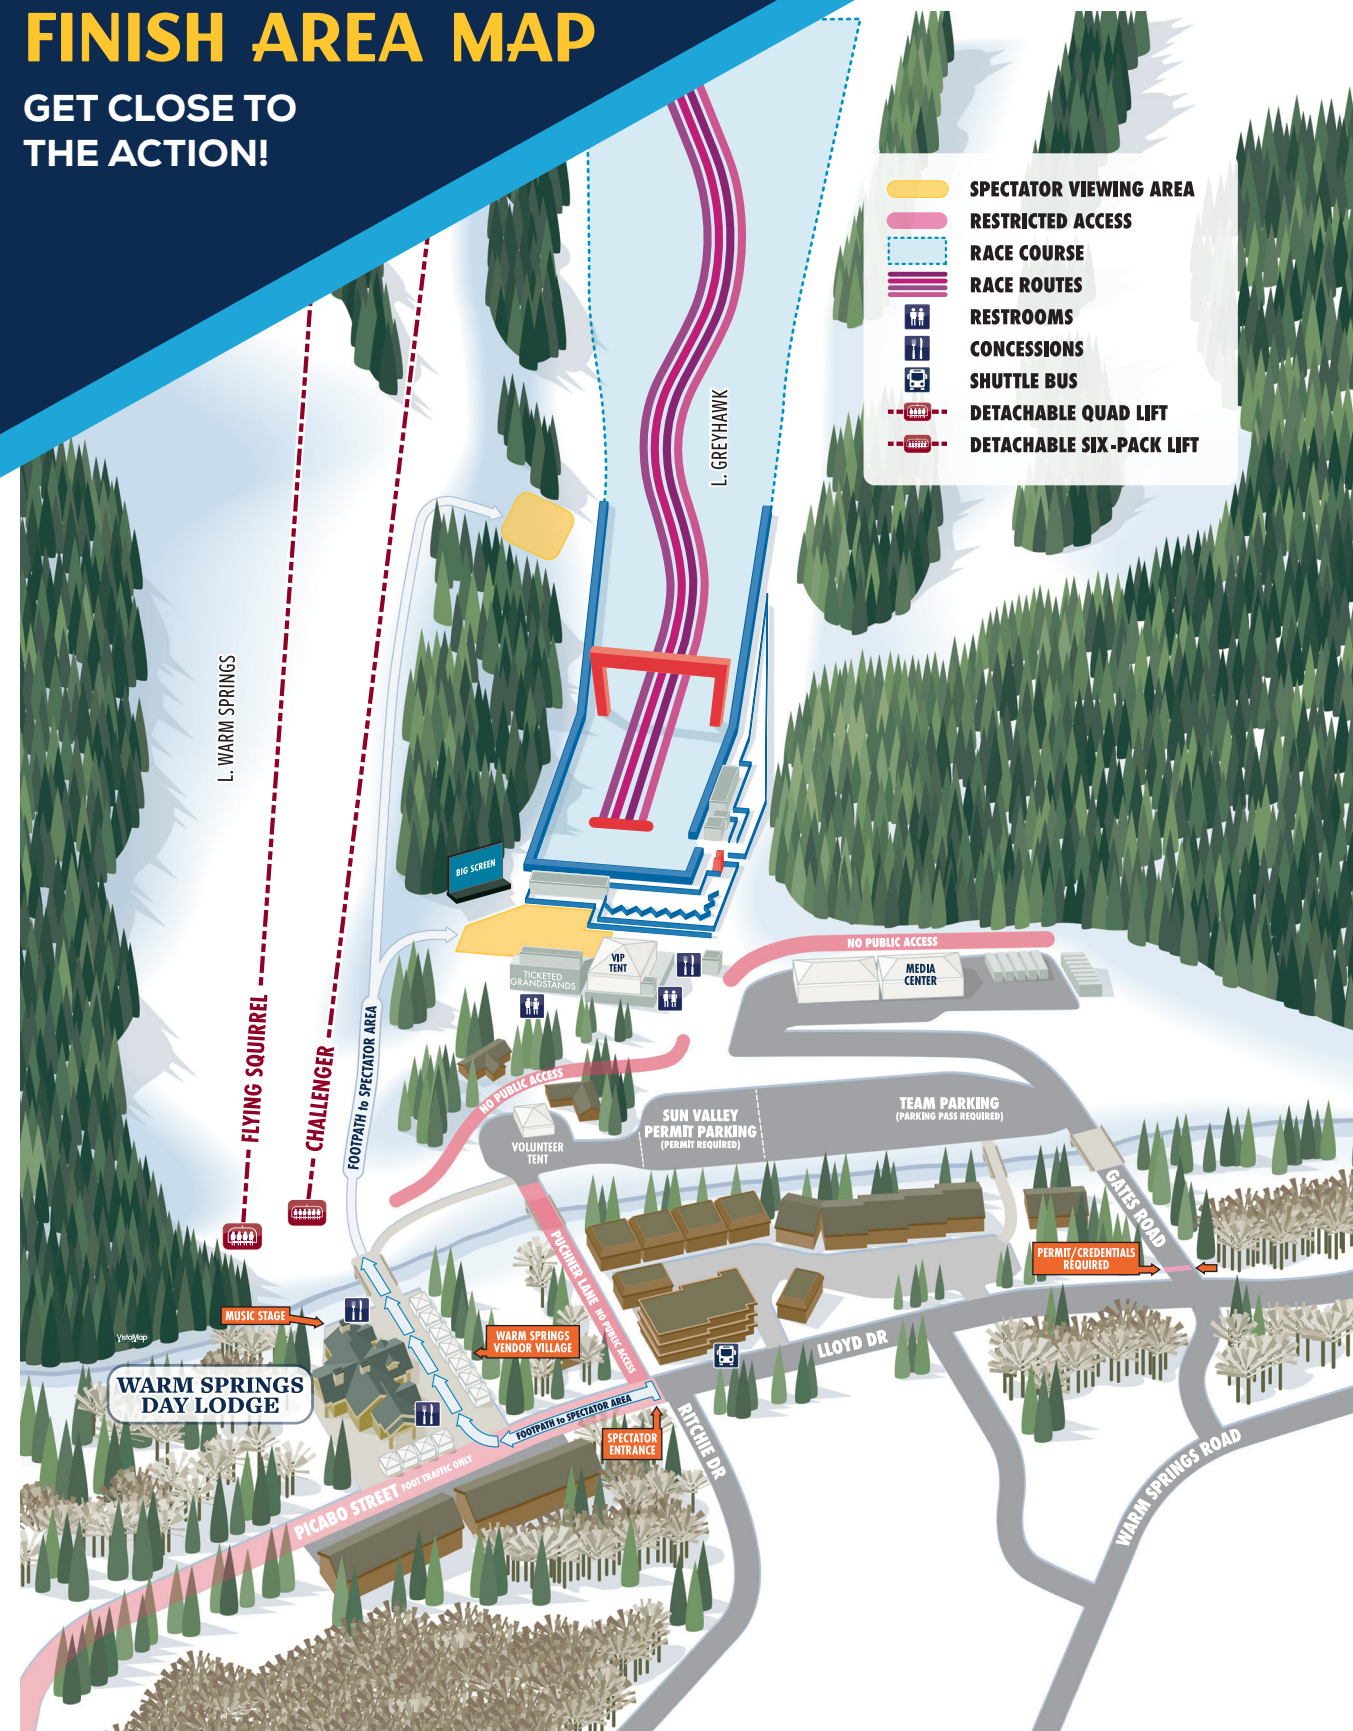 FINISH AREA MAP
GET CLOSE TO
THE ACTION!
SPECTATOR VIEWING AREA
RESTRICTED ACCESS
RACE COURSE
RACE ROUTES
RESTROOMS
CONCESSIONS
SHUTTLE BUS
DETACHABLE QUAD LIFT
DETACHABLE SIX-PACK LIFT
L. GREYHAWK
L. WARM SPRINGS
BIG SCREEN
NO PUBLIC ACCESS
VIP
TENT
TICKETED
GRANDSTANDS
MEDIA
CENTER
FLYING SQUIRREL
CHALLENGER
FOOTPATH to SPECTATOR AREA
NO PUBLIC ACCESS
VOLUNTEER
TENT
SUN VALLEY
PERMIT PARKING
(PERMIT REQUIRED)
TEAM PARKING
(PARKING PASS REQUIRED)
GATES ROAD
PERMIT/CREDENTIALS
REQUIRED
PUCHNER LANE NO PUBLIC ACCESS
MUSIC STAGE
VistaMap
WARM SPRINGS
VENDOR VILLAGE
LLOYD DR
WARM SPRINGS
DAY LODGE
FOOTPATH to SPECTATOR AREA
SPECTATOR
ENTRANCE
RITCHIE DR
PICABO STREET FOOT TRAFFIC ONLY
WARM SPRINGS ROAD